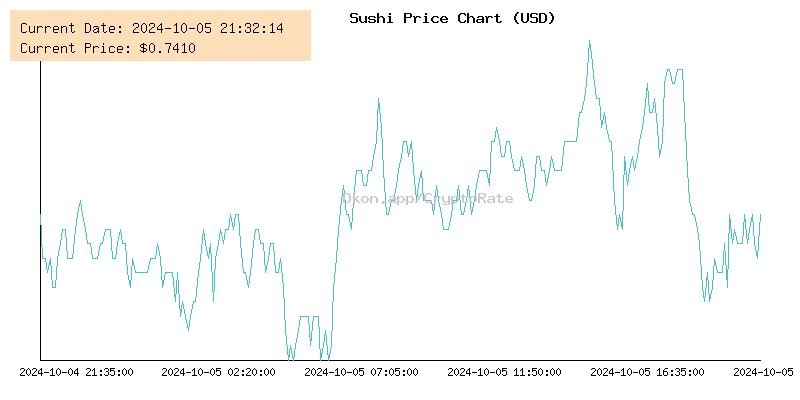 Sushi Price Chart (USD)
Current Date: 2024-10-05 21:32:14
Current Price: $0.7410
Okon.app/CryptoRate
2024-10-04 21:35:00 2024-10-05 02:20:00 2024-10-05 07:05:00 2024-10-05 11:50:00 2024-10-05 16:35:00 2024-10-05